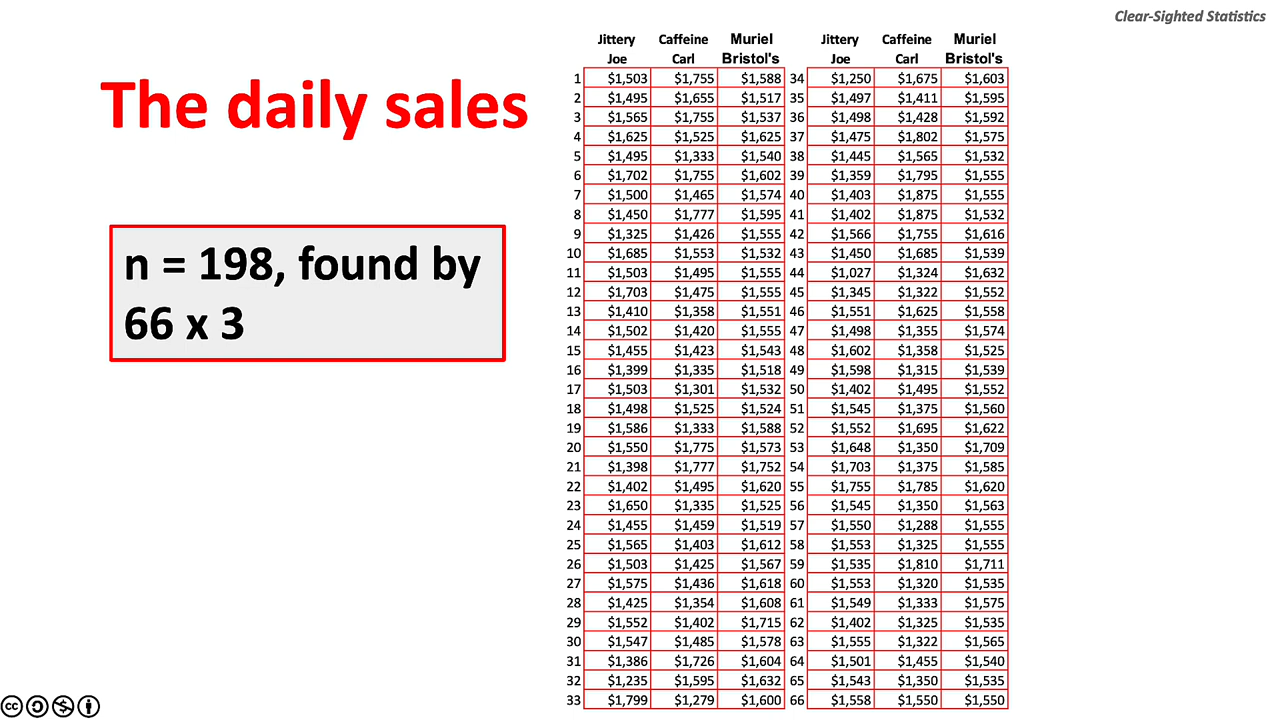 Clear-Sighted Statistics
The daily sales
n = 198, found by
66 x 3
Jittery Caffeine Muriel Jittery Caffeine Muriel
Joe Carl Bristol's Joe Carl Bristol's
1 $1,503 $1,755 $1,588 34 $1,250 $1,675 $1,603
2 $1,495 $1,655 $1,517 35 $1,497 $1,411 $1,595
3 $1,565 $1,755 $1,537 36 $1,498 $1,428 $1,592
4 $1,625 $1,525 $1,625 37 $1,475 $1,802 $1,575
5 $1,495 $1,333 $1,540 38 $1,445 $1,565 $1,532
6 $1,702 $1,755 $1,602 39 $1,359 $1,795 $1,555
7 $1,500 $1,465 $1,574 40 $1,403 $1,875 $1,555
8 $1,450 $1,777 $1,595 41 $1,402 $1,875 $1,532
9 $1,325 $1,426 $1,555 42 $1,566 $1,755 $1,616
10 $1,685 $1,553 $1,532 43 $1,450 $1,685 $1,539
11 $1,503 $1,495 $1,555 44 $1,027 $1,324 $1,632
12 $1,703 $1,475 $1,555 45 $1,345 $1,322 $1,552
13 $1,410 $1,358 $1,551 46 $1,551 $1,625 $1,558
14 $1,502 $1,420 $1,555 47 $1,498 $1,355 $1,574
15 $1,455 $1,423 $1,543 48 $1,602 $1,358 $1,525
16 $1,399 $1,335 $1,518 49 $1,598 $1,315 $1,539
17 $1,503 $1,301 $1,532 50 $1,402 $1,495 $1,552
18 $1,498 $1,525 $1,524 51 $1,545 $1,375 $1,560
19 $1,586 $1,333 $1,588 52 $1,552 $1,695 $1,622
20 $1,550 $1,775 $1,573 53 $1,648 $1,350 $1,709
21 $1,398 $1,777 $1,752 54 $1,703 $1,375 $1,585
22 $1,402 $1,495 $1,620 55 $1,755 $1,785 $1,620
23 $1,650 $1,335 $1,525 56 $1,545 $1,350 $1,563
24 $1,455 $1,459 $1,519 57 $1,550 $1,288 $1,555
25 $1,565 $1,403 $1,612 58 $1,553 $1,325 $1,555
26 $1,503 $1,425 $1,567 59 $1,535 $1,810 $1,711
27 $1,575 $1,436 $1,618 60 $1,553 $1,320 $1,535
28 $1,425 $1,354 $1,608 61 $1,549 $1,333 $1,575
29 $1,552 $1,402 $1,715 62 $1,402 $1,325 $1,535
30 $1,547 $1,485 $1,578 63 $1,555 $1,322 $1,565
31 $1,386 $1,726 $1,604 64 $1,501 $1,455 $1,540
32 $1,235 $1,595 $1,632 65 $1,543 $1,350 $1,535
33 $1,799 $1,279 $1,600 66 $1,558 $1,550 $1,550
cc